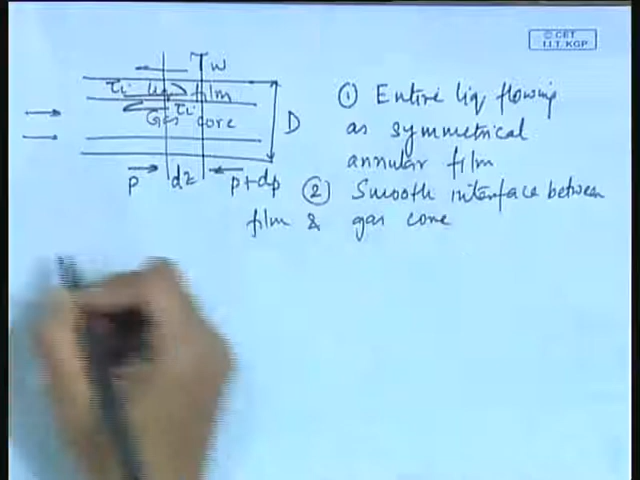 © CET
I.I.T. KGP
τw
τi liq film
τi
Gas core
D
P dz p+dp
① Entire liq flowing
as symmetrical
annular film
② Smooth interface between
film & gas core